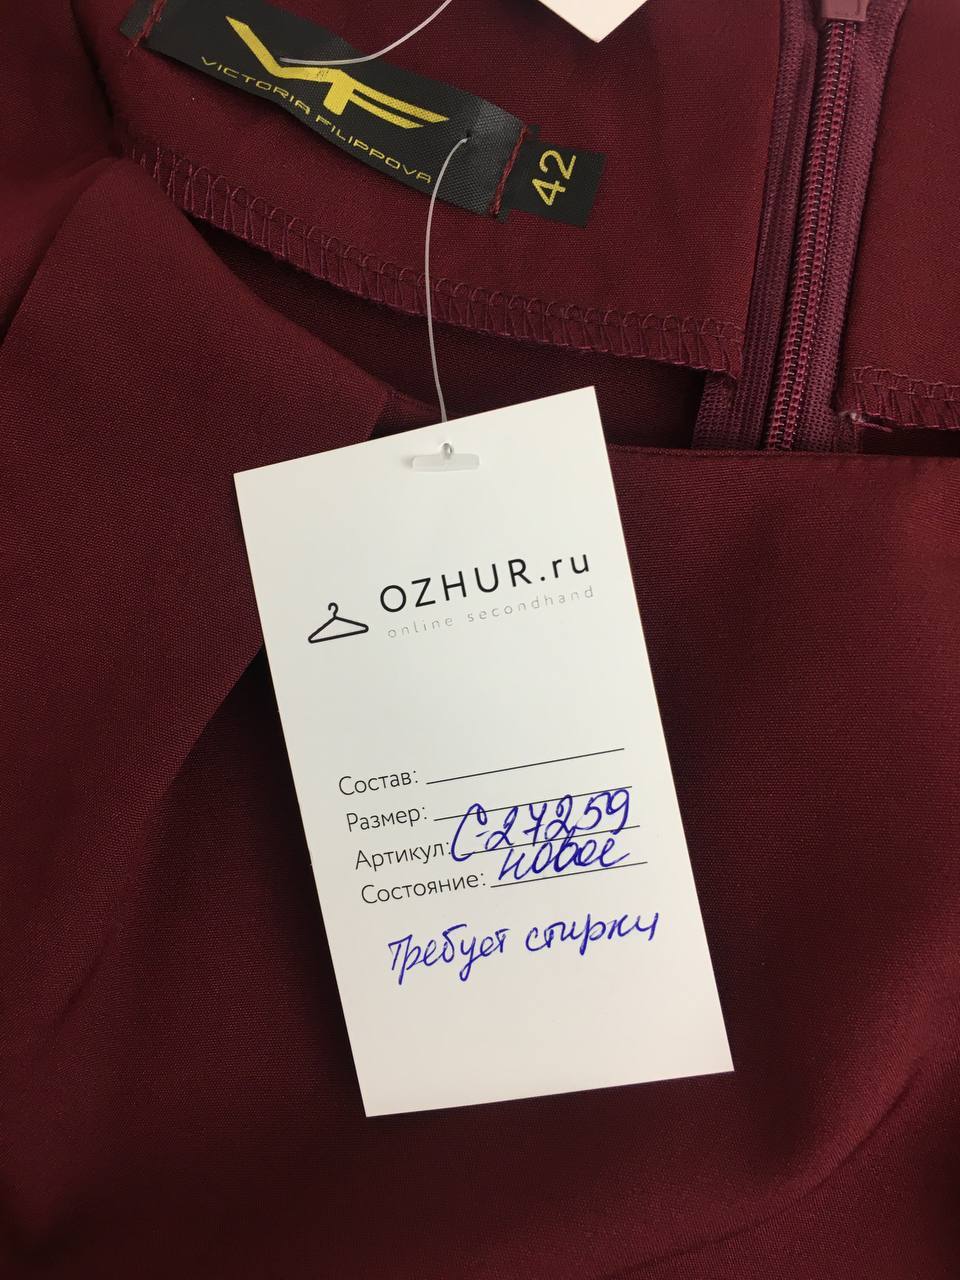 VF
VICTORIA FILIPPOVA
42
OZHUR.ru
online secondhand
Состав:
Размер:
Артикул: С-27259
Состояние: новое
Требует стирки